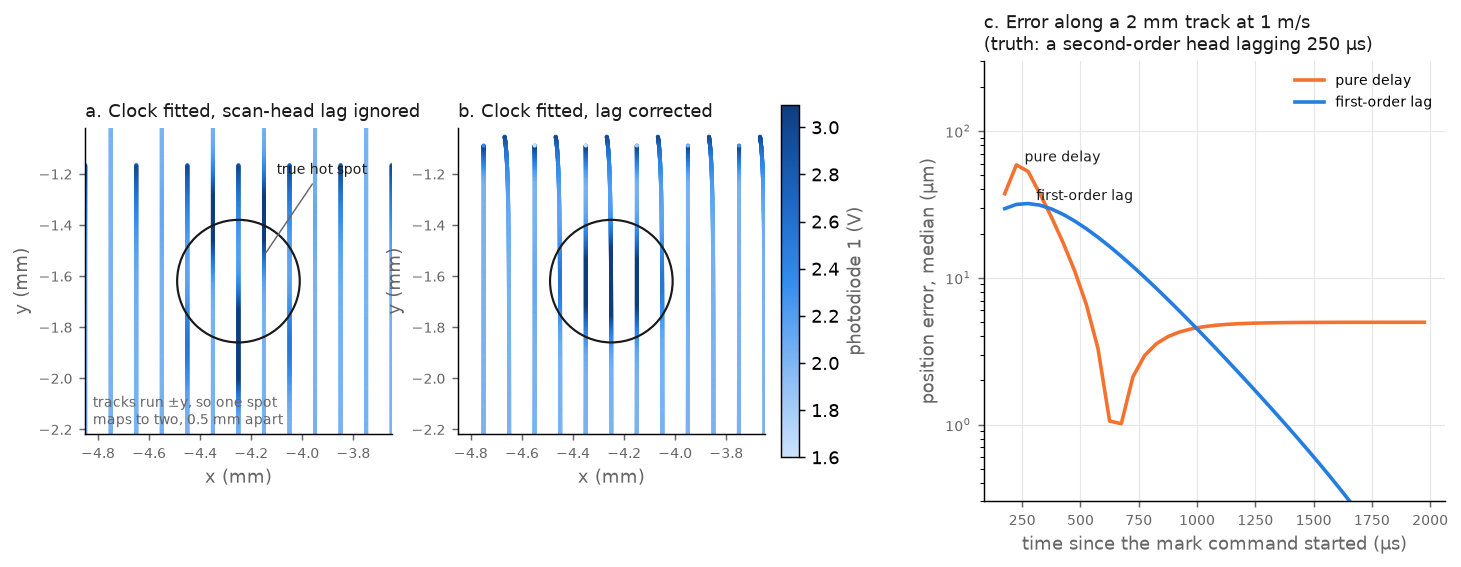 a. Clock fitted, scan-head lag ignored
true hot spot
tracks run ±y, so one spot
maps to two, 0.5 mm apart
−1.2
−1.4
−1.6
−1.8
−2.0
−2.2
y (mm)
−4.8 −4.6 −4.4 −4.2 −4.0 −3.8
x (mm)
b. Clock fitted, lag corrected
−1.2
−1.4
−1.6
−1.8
−2.0
−2.2
y (mm)
−4.8 −4.6 −4.4 −4.2 −4.0 −3.8
x (mm)
3.0
2.8
2.6
2.4
2.2
2.0
1.8
1.6
photodiode 1 (V)
c. Error along a 2 mm track at 1 m/s
(truth: a second-order head lagging 250 µs)
pure delay
first-order lag
pure delay
first-order lag
10²
10¹
10⁰
position error, median (µm)
250 500 750 1000 1250 1500 1750 2000
time since the mark command started (µs)